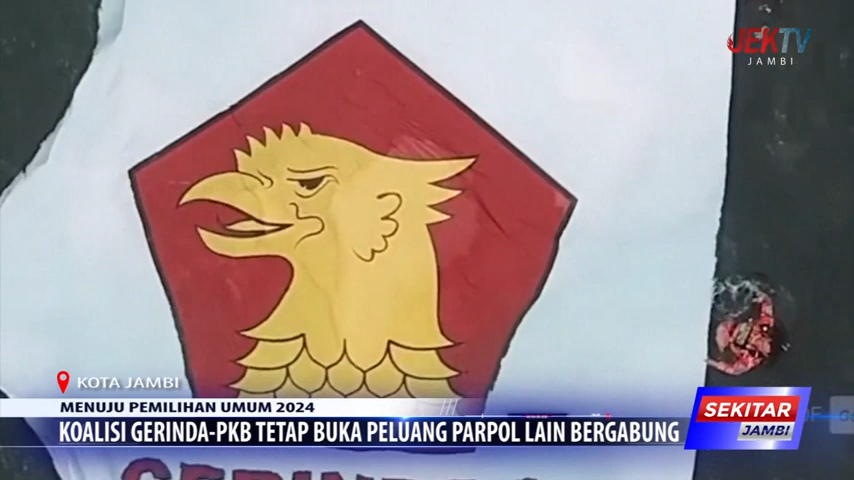 JEKTV
JAMBI
KOTA JAMBI
MENUJU PEMILIHAN UMUM 2024
KOALISI GERINDA-PKB TETAP BUKA PELUANG PARPOL LAIN BERGABUNG
SEKITAR
JAMBI